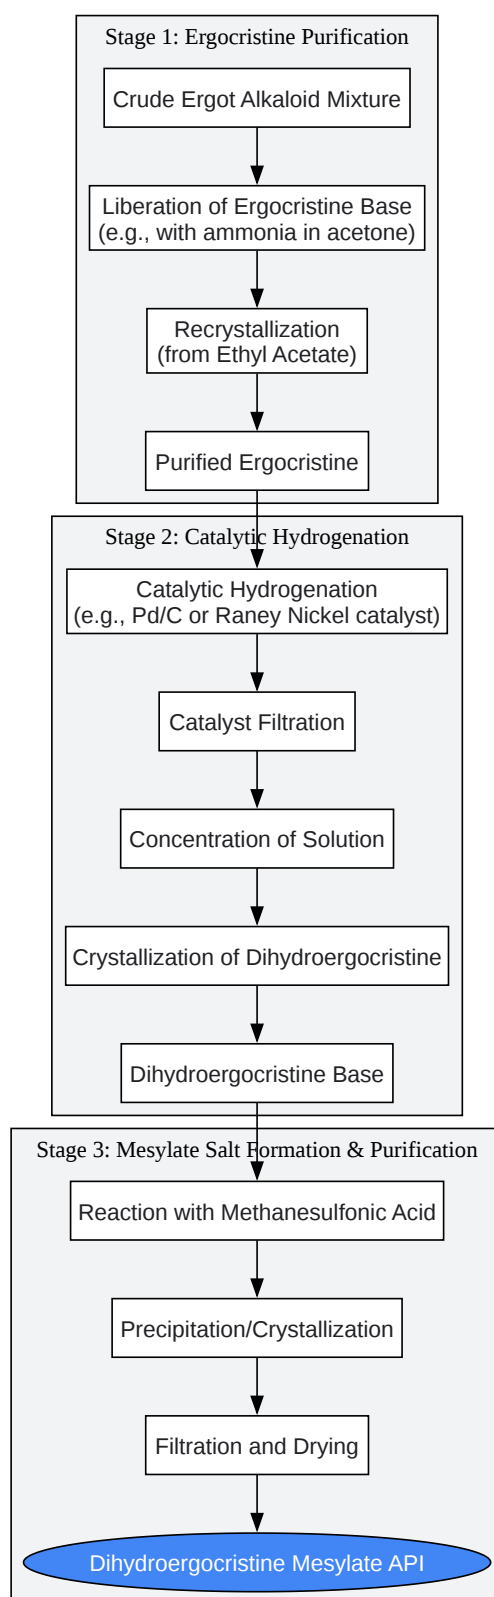 Stage 1: Ergocristine Purification
Crude Ergot Alkaloid Mixture
Liberation of Ergocristine Base
(e.g., with ammonia in acetone)
Recrystallization
(from Ethyl Acetate)
Purified Ergocristine
Stage 2: Catalytic Hydrogenation
Catalytic Hydrogenation
(e.g., Pd/C or Raney Nickel catalyst)
Catalyst Filtration
Concentration of Solution
Crystallization of Dihydroergocristine
Dihydroergocristine Base
Stage 3: Mesylate Salt Formation & Purification
Reaction with Methanesulfonic Acid
Precipitation/Crystallization
Filtration and Drying
Dihydroergocristine Mesylate API